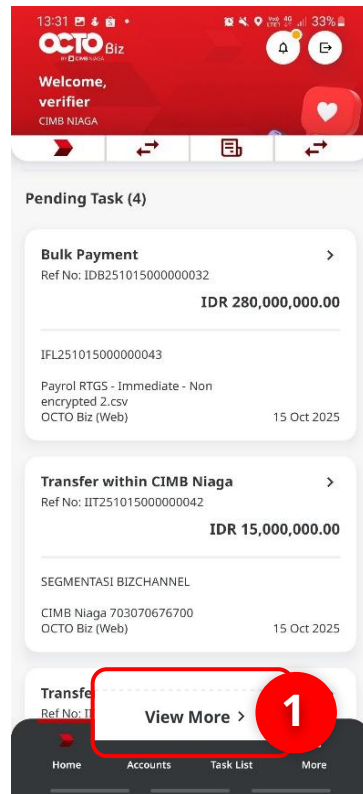 13:31
33%
OCTO Biz
BY CIMB NIAGA
Welcome,
verifier
CIMB NIAGA
Pending Task (4)
Bulk Payment
Ref No: IDB251015000000032
IDR 280,000,000.00
IFL251015000000043
Payrol RTGS - Immediate - Non
encrypted 2.csv
OCTO Biz (Web)
15 Oct 2025
Transfer within CIMB Niaga
Ref No: IIT251015000000042
IDR 15,000,000.00
SEGMENTASI BIZCHANNEL
CIMB Niaga 703070676700
OCTO Biz (Web)
15 Oct 2025
Ref No:
View More >
1
Home
Accounts
Task List
More